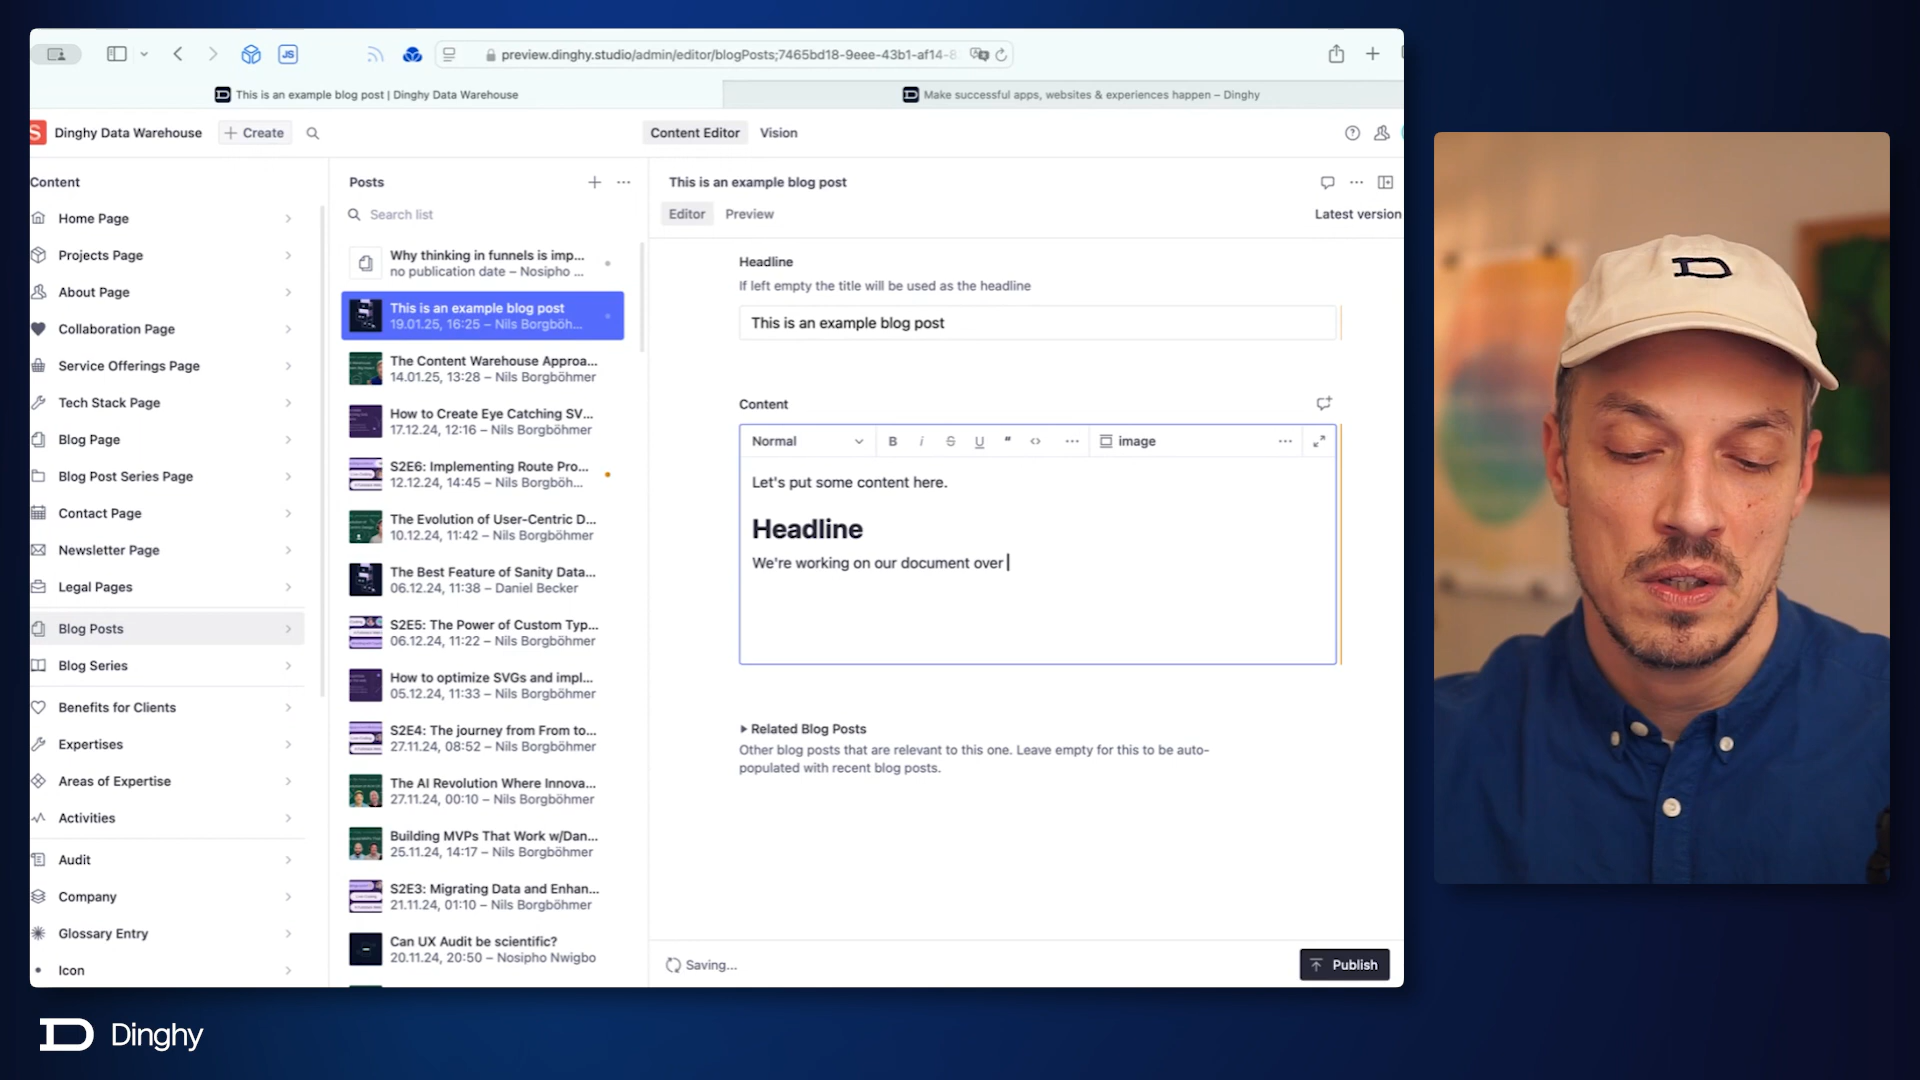 JS
preview.dinghy.studio/admin/editor/blogPosts;7465bd18-9eee-43b1-af14-8
This is an example blog post | Dinghy Data Warehouse
Make successful apps, websites & experiences happen – Dinghy
S
Dinghy Data Warehouse
+ Create
Content Editor
Vision
Content
Home Page
Projects Page
About Page
Collaboration Page
Service Offerings Page
Tech Stack Page
Blog Page
Blog Post Series Page
Contact Page
Newsletter Page
Legal Pages
Blog Posts
Blog Series
Benefits for Clients
Expertises
Areas of Expertise
Activities
Audit
Company
Glossary Entry
Icon
Posts
Search list
Why thinking in funnels is imp...
no publication date – Nosipho ...
This is an example blog post
19.01.25, 16:25 – Nils Borgböh...
The Content Warehouse Approa...
14.01.25, 13:28 – Nils Borgböhmer
How to Create Eye Catching SV...
17.12.24, 12:16 – Nils Borgböhmer
S2E6: Implementing Route Pro...
12.12.24, 14:45 – Nils Borgböh...
The Evolution of User-Centric D...
10.12.24, 11:42 – Nils Borgböhmer
The Best Feature of Sanity Data...
06.12.24, 11:38 – Daniel Becker
S2E5: The Power of Custom Typ...
06.12.24, 11:22 – Nils Borgböhmer
How to optimize SVGs and impl...
05.12.24, 11:33 – Nils Borgböhmer
S2E4: The journey from From to...
27.11.24, 08:52 – Nils Borgböhmer
The AI Revolution Where Innova...
27.11.24, 00:10 – Nils Borgböhmer
Building MVPs That Work w/Dan...
25.11.24, 14:17 – Nils Borgböhmer
S2E3: Migrating Data and Enhan...
21.11.24, 01:10 – Nils Borgböhmer
Can UX Audit be scientific?
20.11.24, 20:50 – Nosipho Nwigbo
This is an example blog post
Editor
Preview
Latest version
Headline
If left empty the title will be used as the headline
This is an example blog post
Content
Normal
B i S U " <> ... image ...
Let's put some content here.
Headline
We're working on our document over
Related Blog Posts
Other blog posts that are relevant to this one. Leave empty for this to be auto-
populated with recent blog posts.
Saving...
Publish
D
Dinghy